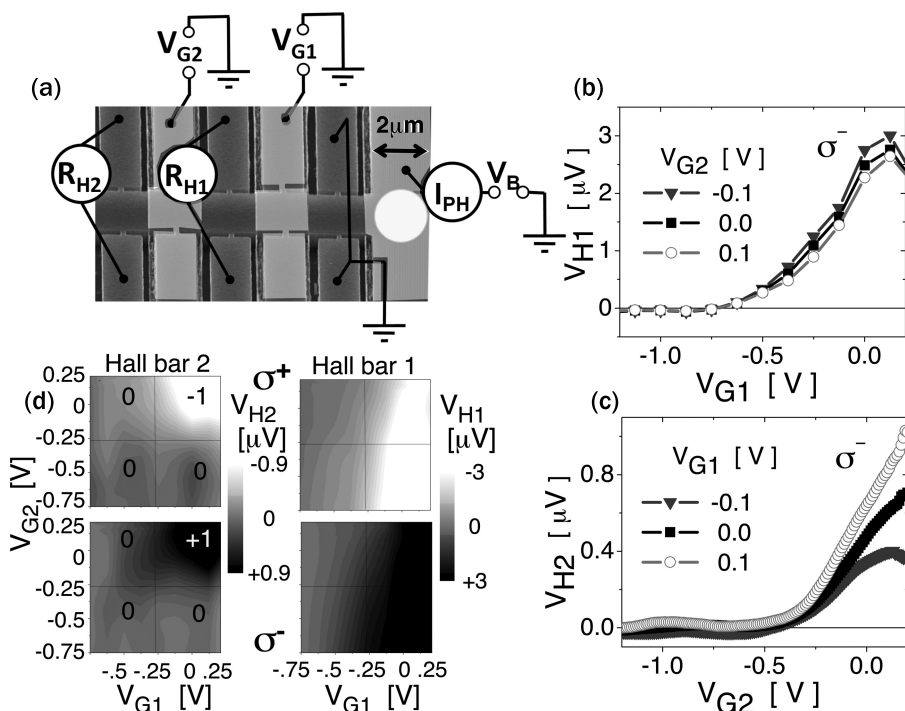 (a)
V_G2
V_G1
2μm
R_H2
R_H1
I_PH
V_B
(b)
V_H1 [ μV]
3
2
1
0
σ⁻
V_G2 [ V]
-0.1
0.0
0.1
-1.0
-0.5
0.0
V_G1 [ V]
(c)
V_H2 [ μV]
0.8
0.4
0.0
σ⁻
V_G1 [ V]
-0.1
0.0
0.1
-1.0
-0.5
0.0
V_G2 [ V]
(d)
Hall bar 2
σ+
Hall bar 1
0.25
0
-0.25
-0.5
-0.75
0
-1
0
0
V_H2
[μV]
-0.9
0
+0.9
V_H1
[μV]
-3
0
+3
V_G2, [V]
0.25
0
-0.25
-0.5
-0.75
0
+1
0
0
σ-
-.5 0 .25
-.75 -.25 0.25
V_G1 [V]
V_G1 [V]